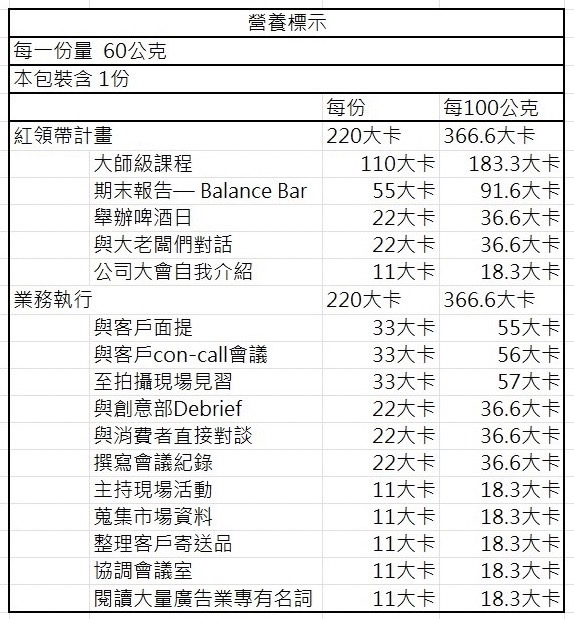 營養標示
每一份量 60公克
本包裝含 1份
每份 每100公克
紅領帶計畫 220大卡 366.6大卡
大師級課程 110大卡 183.3大卡
期末報告— Balance Bar 55大卡 91.6大卡
舉辦啤酒日 22大卡 36.6大卡
與大老闆們對話 22大卡 36.6大卡
公司大會自我介紹 11大卡 18.3大卡
業務執行 220大卡 366.6大卡
與客戶面提 33大卡 55大卡
與客戶con-call會議 33大卡 56大卡
至拍攝現場見習 33大卡 57大卡
與創意部Debrief 22大卡 36.6大卡
與消費者直接對談 22大卡 36.6大卡
撰寫會議紀錄 22大卡 36.6大卡
主持現場活動 11大卡 18.3大卡
蒐集市場資料 11大卡 18.3大卡
整理客戶寄送品 11大卡 18.3大卡
協調會議室 11大卡 18.3大卡
閱讀大量廣告業專有名詞 11大卡 18.3大卡